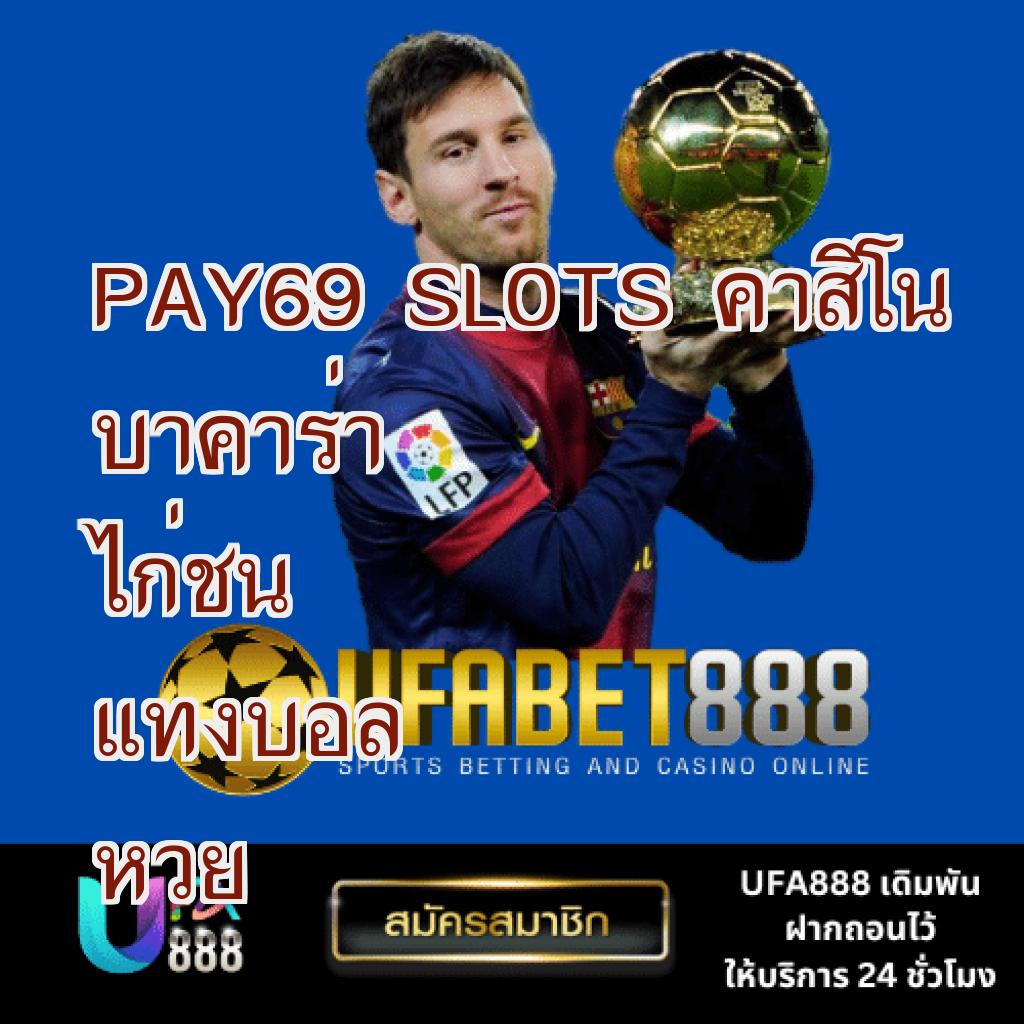 PAY69 SLOTS คาสิโน
บาคาร่า
LFP
ไก่ชน
UFABET888
แทงบอล
SPORTS BETTING AND CASINO ONLINE
หวย
UFA
888
สมัครสมาชิก
UFA888 เดิมพัน
ฝากถอนไว้
ให้บริการ 24 ชั่วโมง